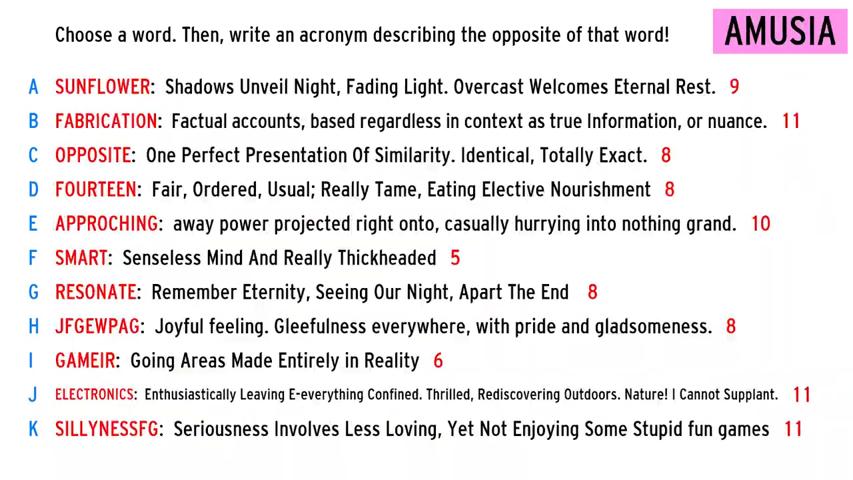 Choose a word. Then, write an acronym describing the opposite of that word!
AMUSIA
A SUNFLOWER: Shadows Unveil Night, Fading Light. Overcast Welcomes Eternal Rest. 9
B FABRICATION: Factual accounts, based regardless in context as true Information, or nuance. 11
C OPPOSITE: One Perfect Presentation Of Similarity. Identical, Totally Exact. 8
D FOURTEEN: Fair, Ordered, Usual; Really Tame, Eating Elective Nourishment 8
E APPROCHING: away power projected right onto, casually hurrying into nothing grand. 10
F SMART: Senseless Mind And Really Thickheaded 5
G RESONATE: Remember Eternity, Seeing Our Night, Apart The End 8
H JFGEWPAG: Joyful feeling. Gleefulness everywhere, with pride and gladsomeness. 8
I GAMEIR: Going Areas Made Entirely in Reality 6
J ELECTRONICS: Enthusiastically Leaving E-everything Confined. Thrilled, Rediscovering Outdoors. Nature! I Cannot Supplant. 11
K SILLYNESSFG: Seriousness Involves Less Loving, Yet Not Enjoying Some Stupid fun games 11